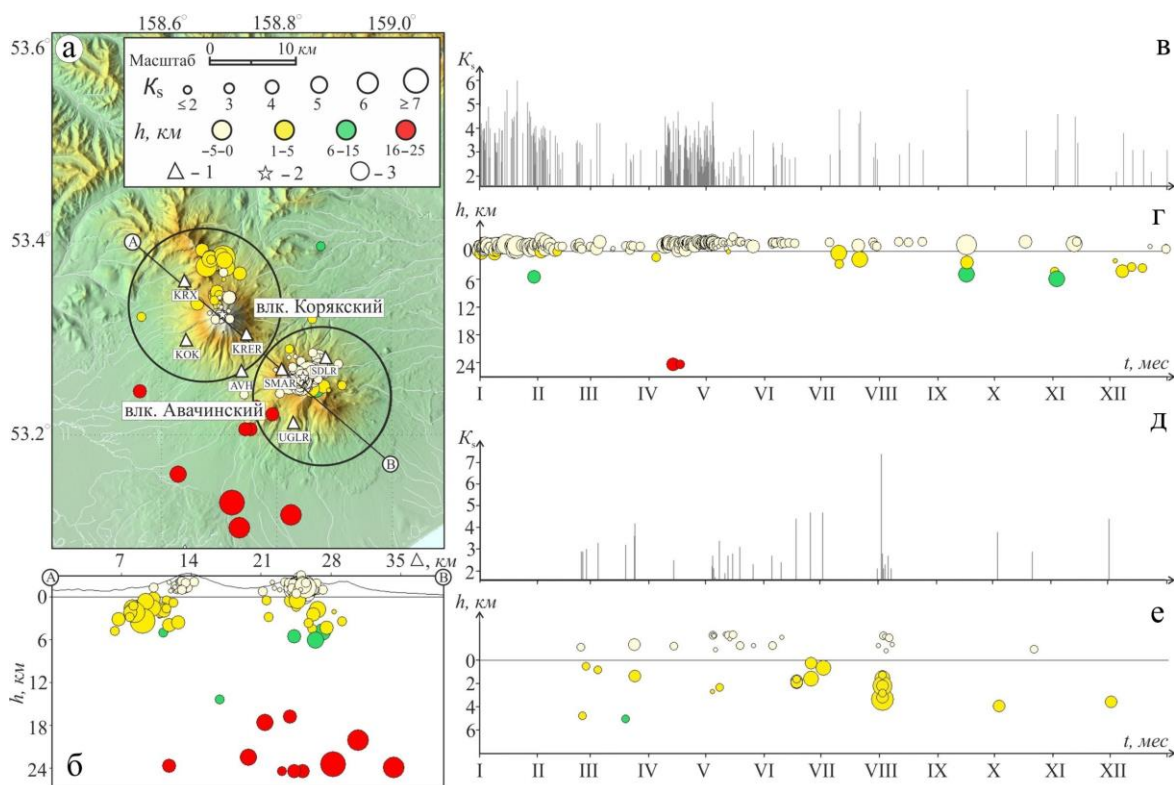 158.6° 158.8° 159.0°
53.6°
53.4°
53.2°
а
Масштаб 0 10 км
Ks
≤2 3 4 5 6 ≥7
h, км
−5-0 1−5 6−15 16−25
−1 −2 −3
A
KRX
влк. Корякский
KOK
KRER
SDLR
AVH
SMAR
влк. Авачинский
UGLR
B
7 14 21 28 35 Δ, км
A B
h, км
0
6
12
18
24
б
в
Ks
6
5
4
3
2
г
h, км
0
6
12
18
24
t, мес
I II III IV V VI VII VIII IX X XI XII
д
Ks
7
6
5
4
3
2
е
h, км
0
2
4
6
t, мес
I II III IV V VI VII VIII IX X XI XII